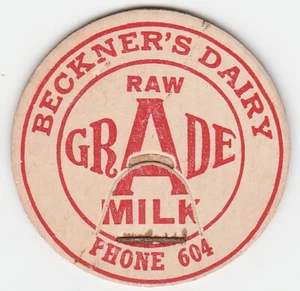 BECKNER'S DAIRY
RAW
GRADE
A
MILK
PHONE 604